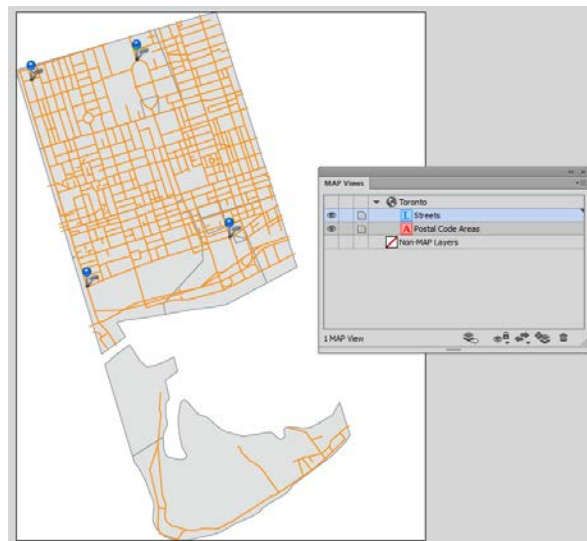 MAP Views
Toronto
L Streets
A Postal Code Areas
Non-MAP Layers
1 MAP View